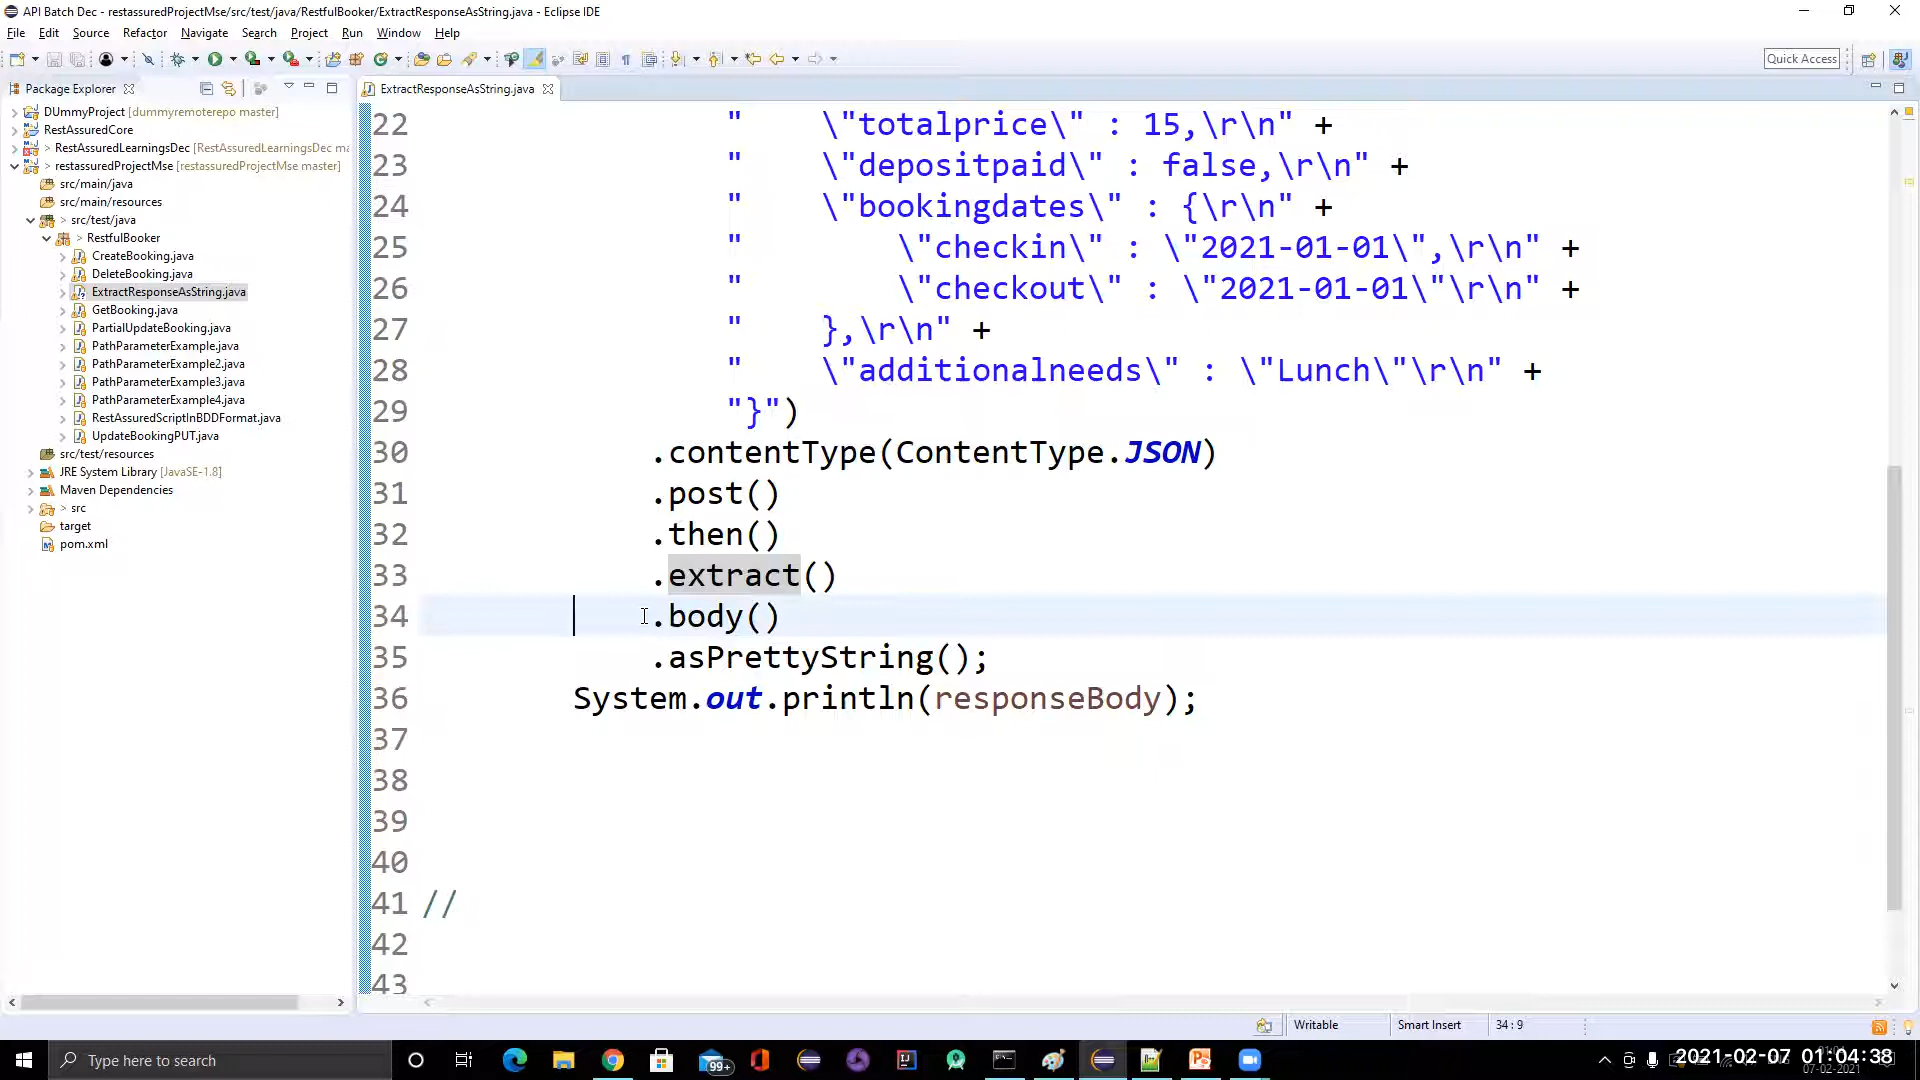 API Batch Dec - restassuredProjectMse/src/test/java/RestfulBooker/ExtractResponseAsString.java - Eclipse IDE
File Edit Source Refactor Navigate Search Project Run Window Help
Quick Access
Package Explorer
ExtractResponseAsString.java
DUmmyProject [dummyremoterepo master]
RestAssuredCore
> RestAssuredLearningsDec [RestAssuredLearningsDec ma
> restassuredProjectMse [restassuredProjectMse master]
src/main/java
src/main/resources
> src/test/java
> RestfulBooker
CreateBooking.java
DeleteBooking.java
ExtractResponseAsString.java
GetBooking.java
PartialUpdateBooking.java
PathParameterExample.java
PathParameterExample2.java
PathParameterExample3.java
PathParameterExample4.java
RestAssuredScriptInBDDFormat.java
UpdateBookingPUT.java
src/test/resources
JRE System Library [JavaSE-1.8]
Maven Dependencies
> src
target
pom.xml
22 "    \"totalprice\" : 15,\r\n" +
23 "    \"depositpaid\" : false,\r\n" +
24 "    \"bookingdates\" : {\r\n" +
25 "        \"checkin\" : \"2021-01-01\",\r\n" +
26 "        \"checkout\" : \"2021-01-01\"\r\n" +
27 "    },\r\n" +
28 "    \"additionalneeds\" : \"Lunch\"\r\n" +
29 "}")
30 .contentType(ContentType.JSON)
31 .post()
32 .then()
33 .extract()
34 .body()
35 .asPrettyString();
36 System.out.println(responseBody);
37
38
39
40
41 //
42
43
Writable Smart Insert 34 : 9
Type here to search
99+
2021-02-07 01:04:38
07-02-2021